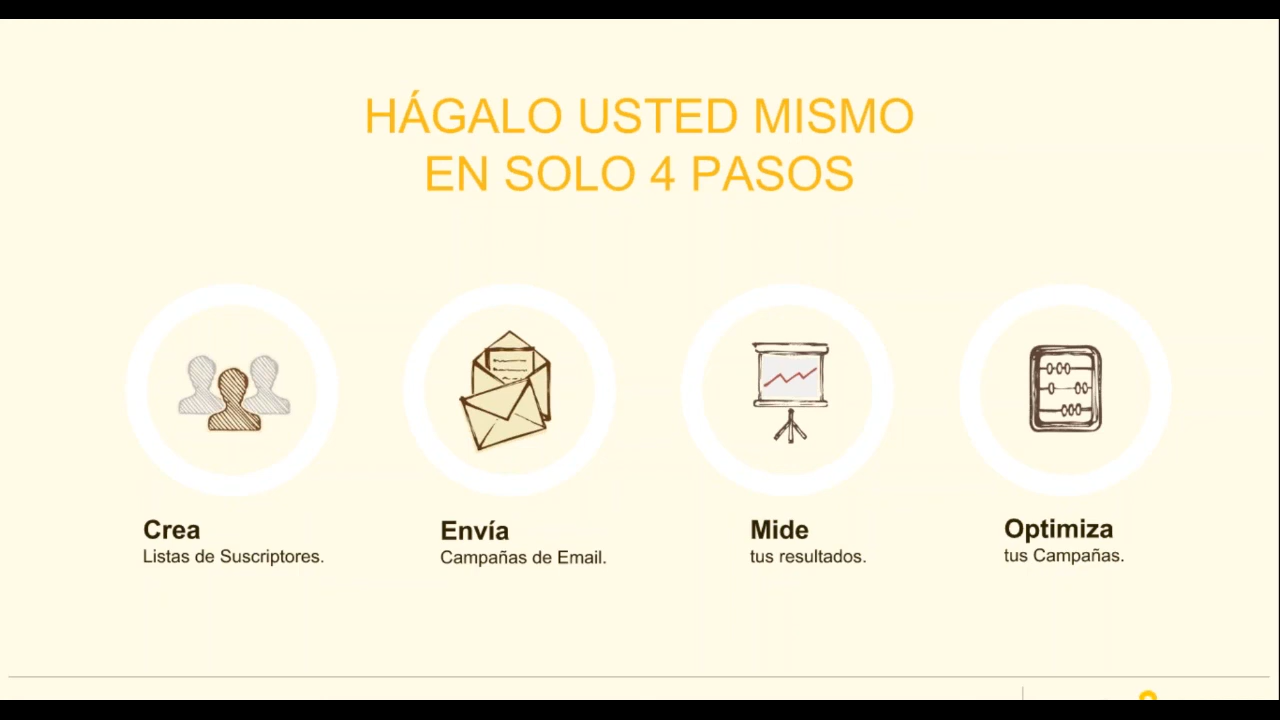 HÁGALO USTED MISMO
EN SOLO 4 PASOS
Crea
Listas de Suscriptores.
Envía
Campañas de Email.
Mide
tus resultados.
Optimiza
tus Campañas.